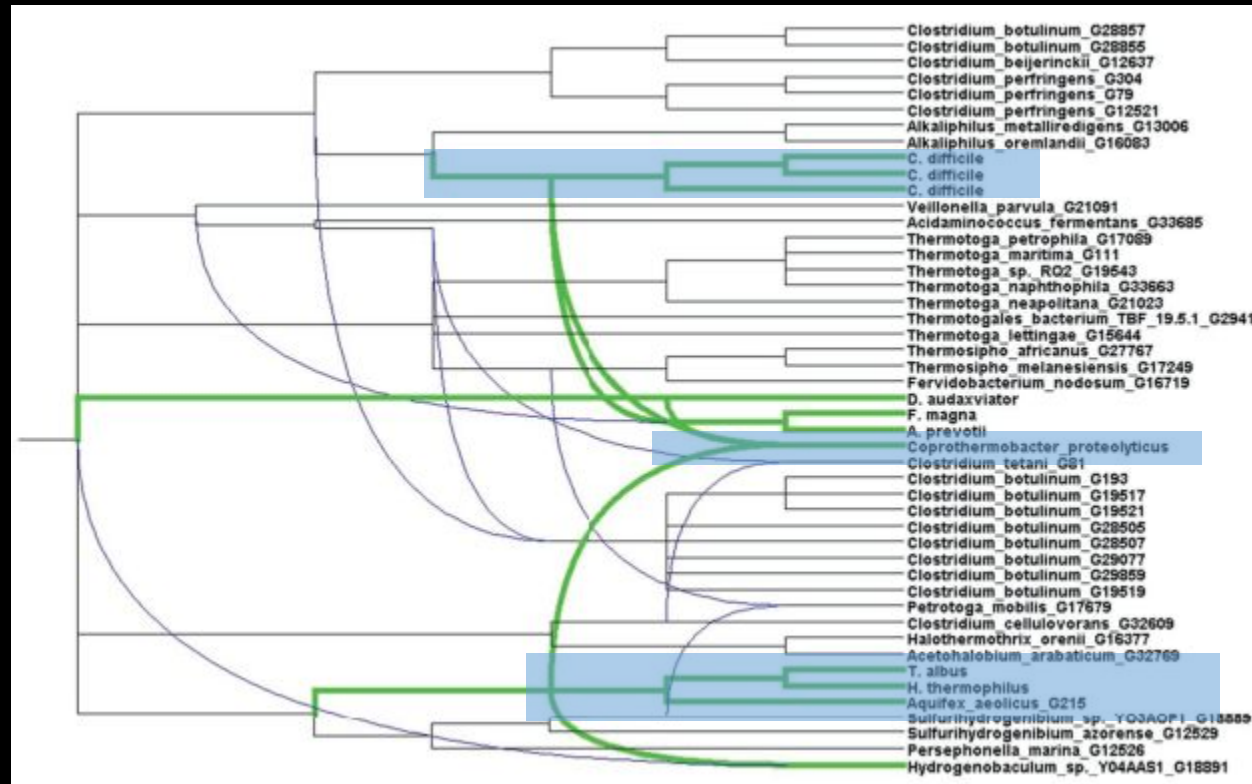 Clostridium_botulinum_G28857
Clostridium_botulinum_G28855
Clostridium_beijerinckii_G12637
Clostridium_perfringens_G304
Clostridium_perfringens_G79
Clostridium_perfringens_G12521
Alkaliphilus_metalliredigens_G13006
Alkaliphilus_oremlandii_G16083
C. difficile
C. difficile
C. difficile
Veillonella_parvula_G21091
Acidaminococcus_fermentans_G33685
Thermotoga_petrophila_G17089
Thermotoga_maritima_G111
Thermotoga_sp._RQ2_G19543
Thermotoga_naphthophila_G33663
Thermotoga_neapolitana_G21023
Thermotogales_bacterium_TBF_19.5.1_G2941
Thermotoga_lettingae_G15644
Thermosipho_africanus_G27767
Thermosipho_melanesiensis_G17249
Fervidobacterium_nodosum_G16719
D. audaxviator
F. magna
A. prevotii
Coprothermobacter_proteolyticus
Clostridium_tetani_G81
Clostridium_botulinum_G193
Clostridium_botulinum_G19517
Clostridium_botulinum_G19521
Clostridium_botulinum_G28505
Clostridium_botulinum_G28507
Clostridium_botulinum_G29077
Clostridium_botulinum_G29859
Clostridium_botulinum_G19519
Petrotoga_mobilis_G17679
Clostridium_cellulovorans_G32609
Halothermothrix_orenii_G16377
Acetohalobium_arabaticum_G32769
T. albus
H. thermophilus
Aquifex_aeolicus_G215
Sulfurihydrogenibium_sp._YO3AOP1_G18889
Sulfurihydrogenibium_azorense_G12529
Persephonella_marina_G12526
Hydrogenobaculum_sp._Y04AAS1_G18891